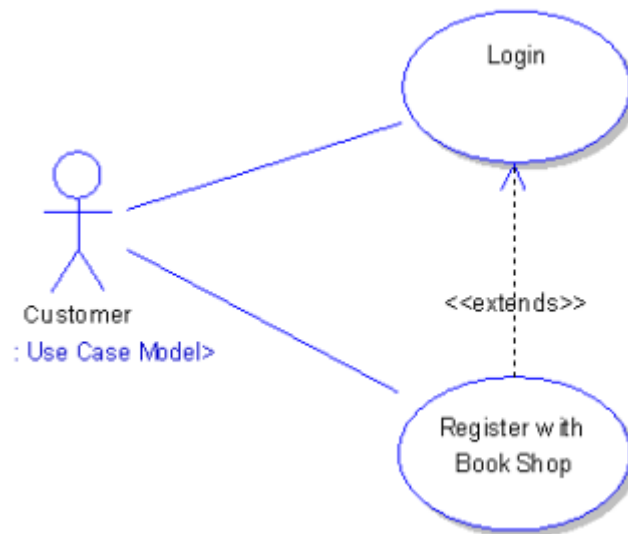 Login
Customer
: Use Case Model>
<<extends>>
Register with
Book Shop